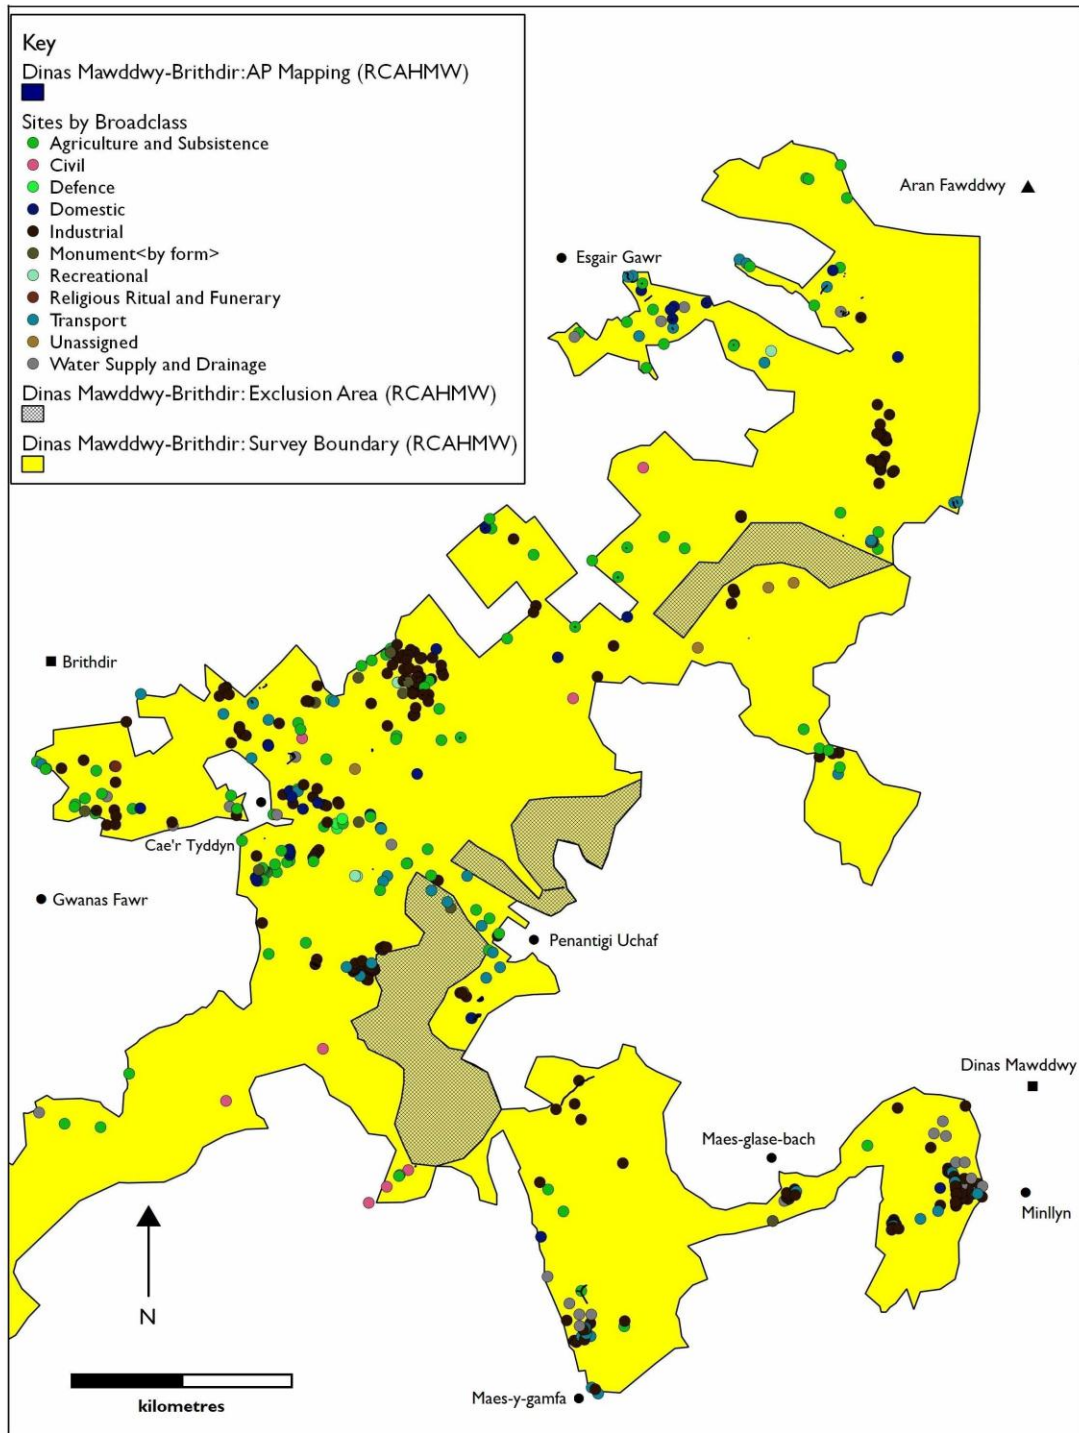 Key
Dinas Mawddwy-Brithdir: AP Mapping (RCAHMW)
Sites by Broadclass
Agriculture and Subsistence
Civil
Defence
Domestic
Industrial
Monument<by form>
Recreational
Religious Ritual and Funerary
Transport
Unassigned
Water Supply and Drainage
Dinas Mawddwy-Brithdir: Exclusion Area (RCAHMW)
Dinas Mawddwy-Brithdir: Survey Boundary (RCAHMW)
Aran Fawddwy
Esgair Gawr
Brithdir
Cae'r Tyddyn
Gwanas Fawr
Penantigi Uchaf
Dinas Mawddwy
Maes-glase-bach
Minllyn
N
Maes-y-gamfa
kilometres